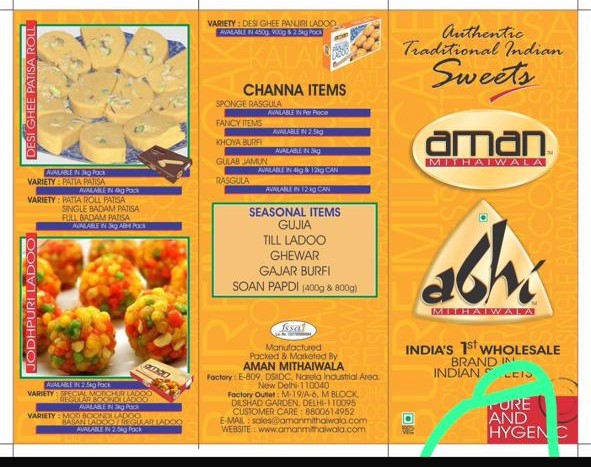 DESI GHEE PATISA ROLL
AVAILABLE IN 3kg Pack
VARIETY : PATTA PATISA
AVAILABLE IN 4kg Pack
VARIETY : PATTA ROLL PATISA
SINGLE BADAM PATISA
FULL BADAM PATISA
AVAILABLE IN 3kg ABHI Pack
JODHPURI LADOO
AVAILABLE IN 2.5kg Pack
VARIETY : SPECIAL MOTICHUR LADOO
REGULAR BOONDI LADOO
AVAILABLE IN 3kg Pack
VARIETY : MOTI BOONDI LADOO
BASAN LADOO / REGULAR LADOO
AVAILABLE IN 2.5kg Pack
VARIETY : DESI GHEE PANJIRI LADOO
AVAILABLE IN 450g, 900g & 2.5kg Pack
CHANNA ITEMS
SPONGE RASGULA
AVAILABLE IN Per Piece
FANCY ITEMS
AVAILABLE IN 2.5kg
KHOYA BURFI
AVAILABLE IN 3kg
GULAB JAMUN
AVAILABLE IN 4kg & 12kg CAN
RASGULA
AVAILABLE IN 12 kg CAN
SEASONAL ITEMS
GUJIA
TILL LADOO
GHEWAR
GAJAR BURFI
SOAN PAPDI (400g & 800g)
fssai
Manufactured
Packed & Marketed By
AMAN MITHAIWALA
Factory : E-809, DSIIDC, Narela Industrial Area,
New Delhi-110040
Factory Outlet : M-19/A-6, M BLOCK,
DILSHAD GARDEN, DELHI-110095
CUSTOMER CARE : 8800614952
E-MAIL : sales@amanmithaiwala.com
WEBSITE : www.amanmithaiwala.com
Authentic
Traditional Indian
Sweets
aman
MITHAIWALA
abhi
MITHAIWALA
INDIA'S 1st WHOLESALE
BRAND IN
INDIAN
PURE
AND
HYGENIC